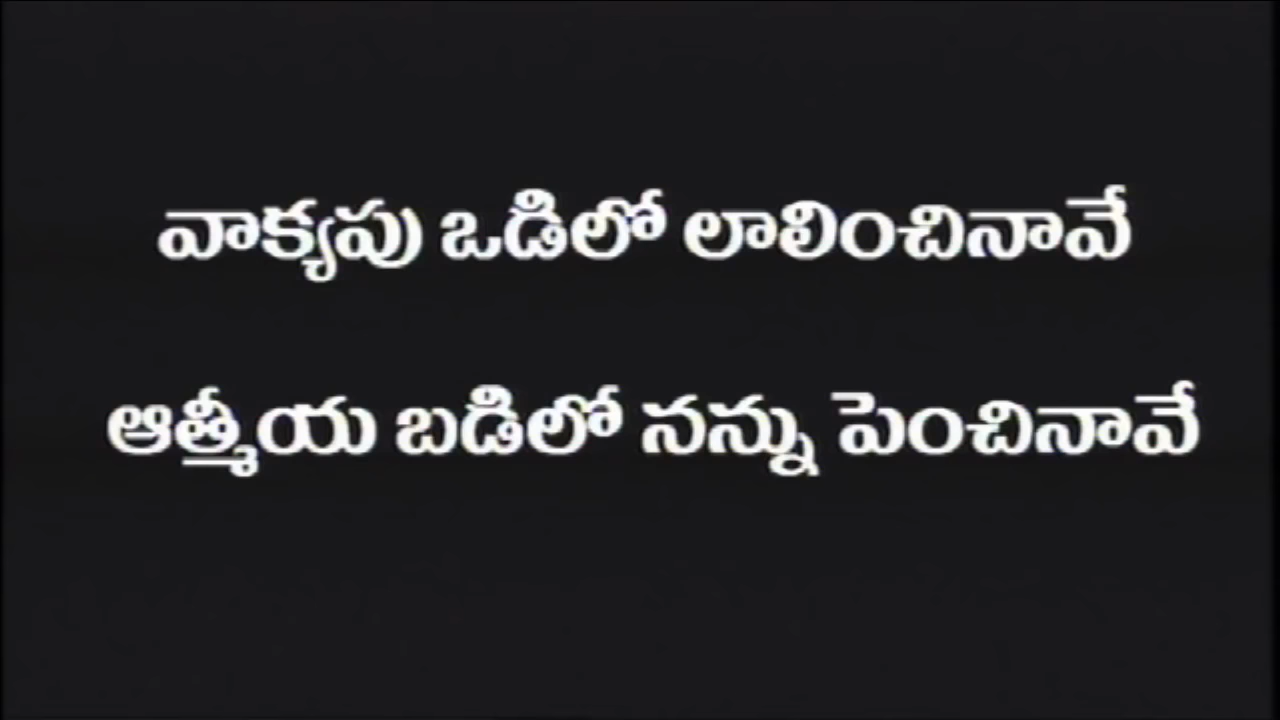 వాక్యపు ఒడిలో లాలించినావే
ఆత్మీయ బడిలో నన్ను పెంచినావే